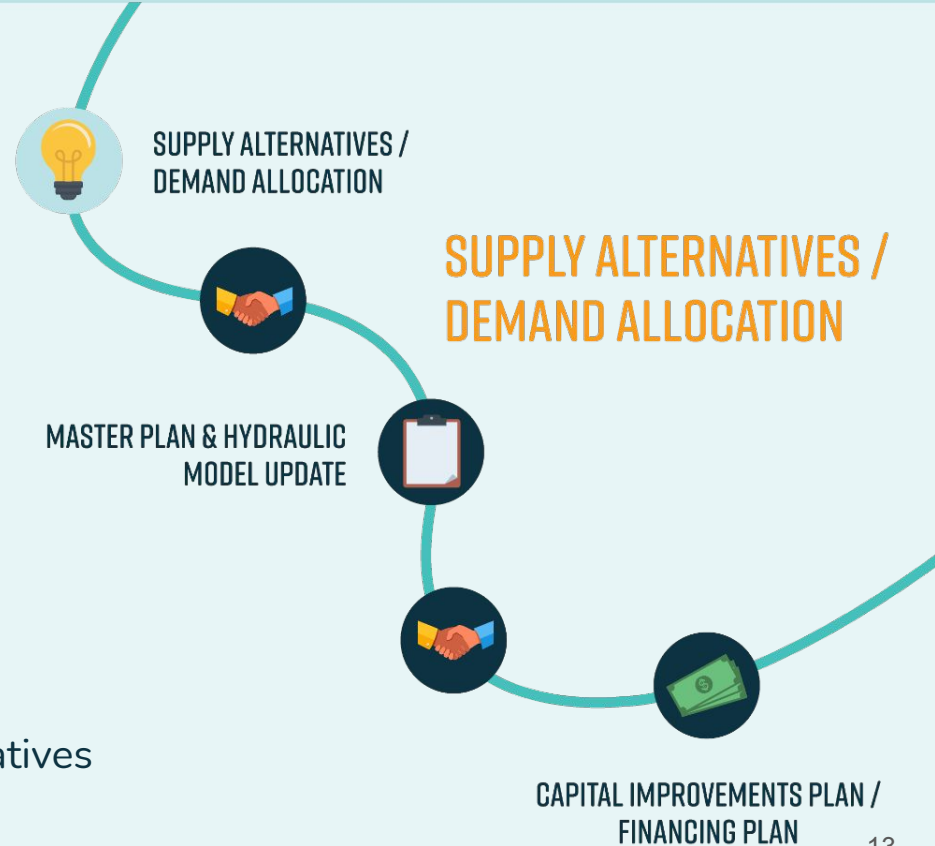 SUPPLY ALTERNATIVES /
DEMAND ALLOCATION
SUPPLY ALTERNATIVES /
DEMAND ALLOCATION
MASTER PLAN & HYDRAULIC
MODEL UPDATE
atives
CAPITAL IMPROVEMENTS PLAN /
FINANCING PLAN
13